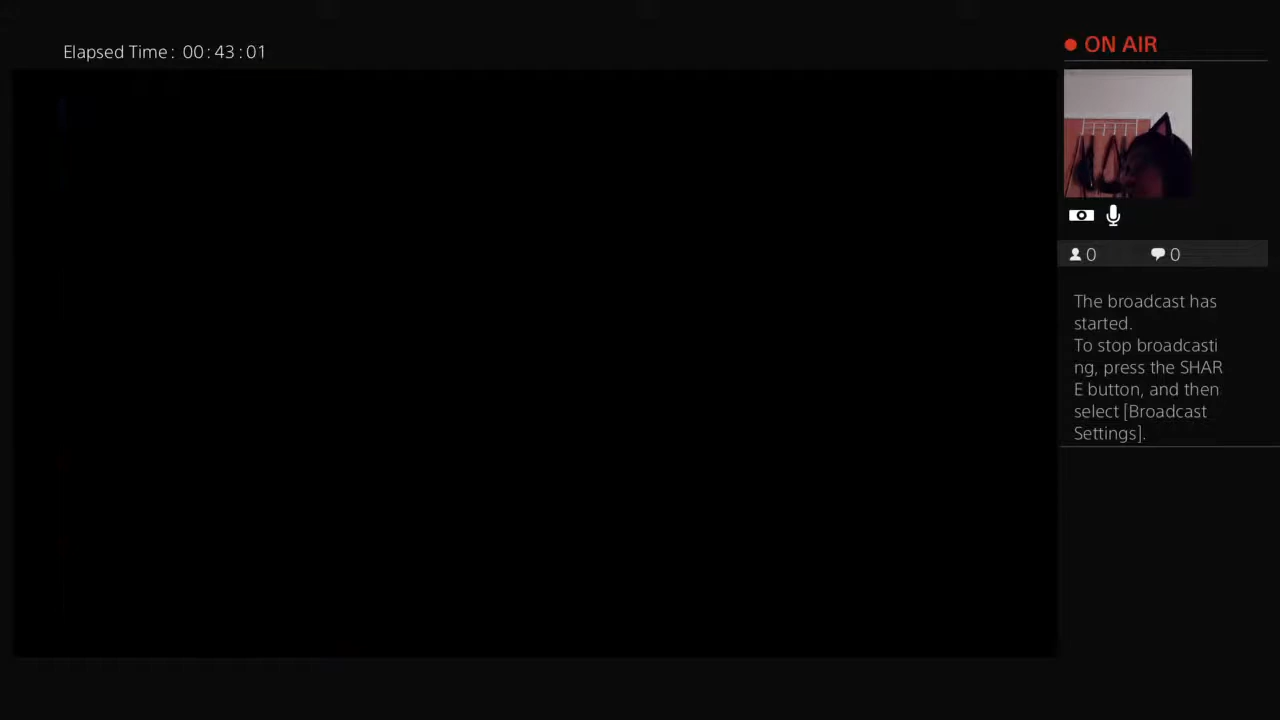 Elapsed Time: 00:43:01
ON AIR
0 0
The broadcast has
started.
To stop broadcasti
ng, press the SHAR
E button, and then
select [Broadcast
Settings].